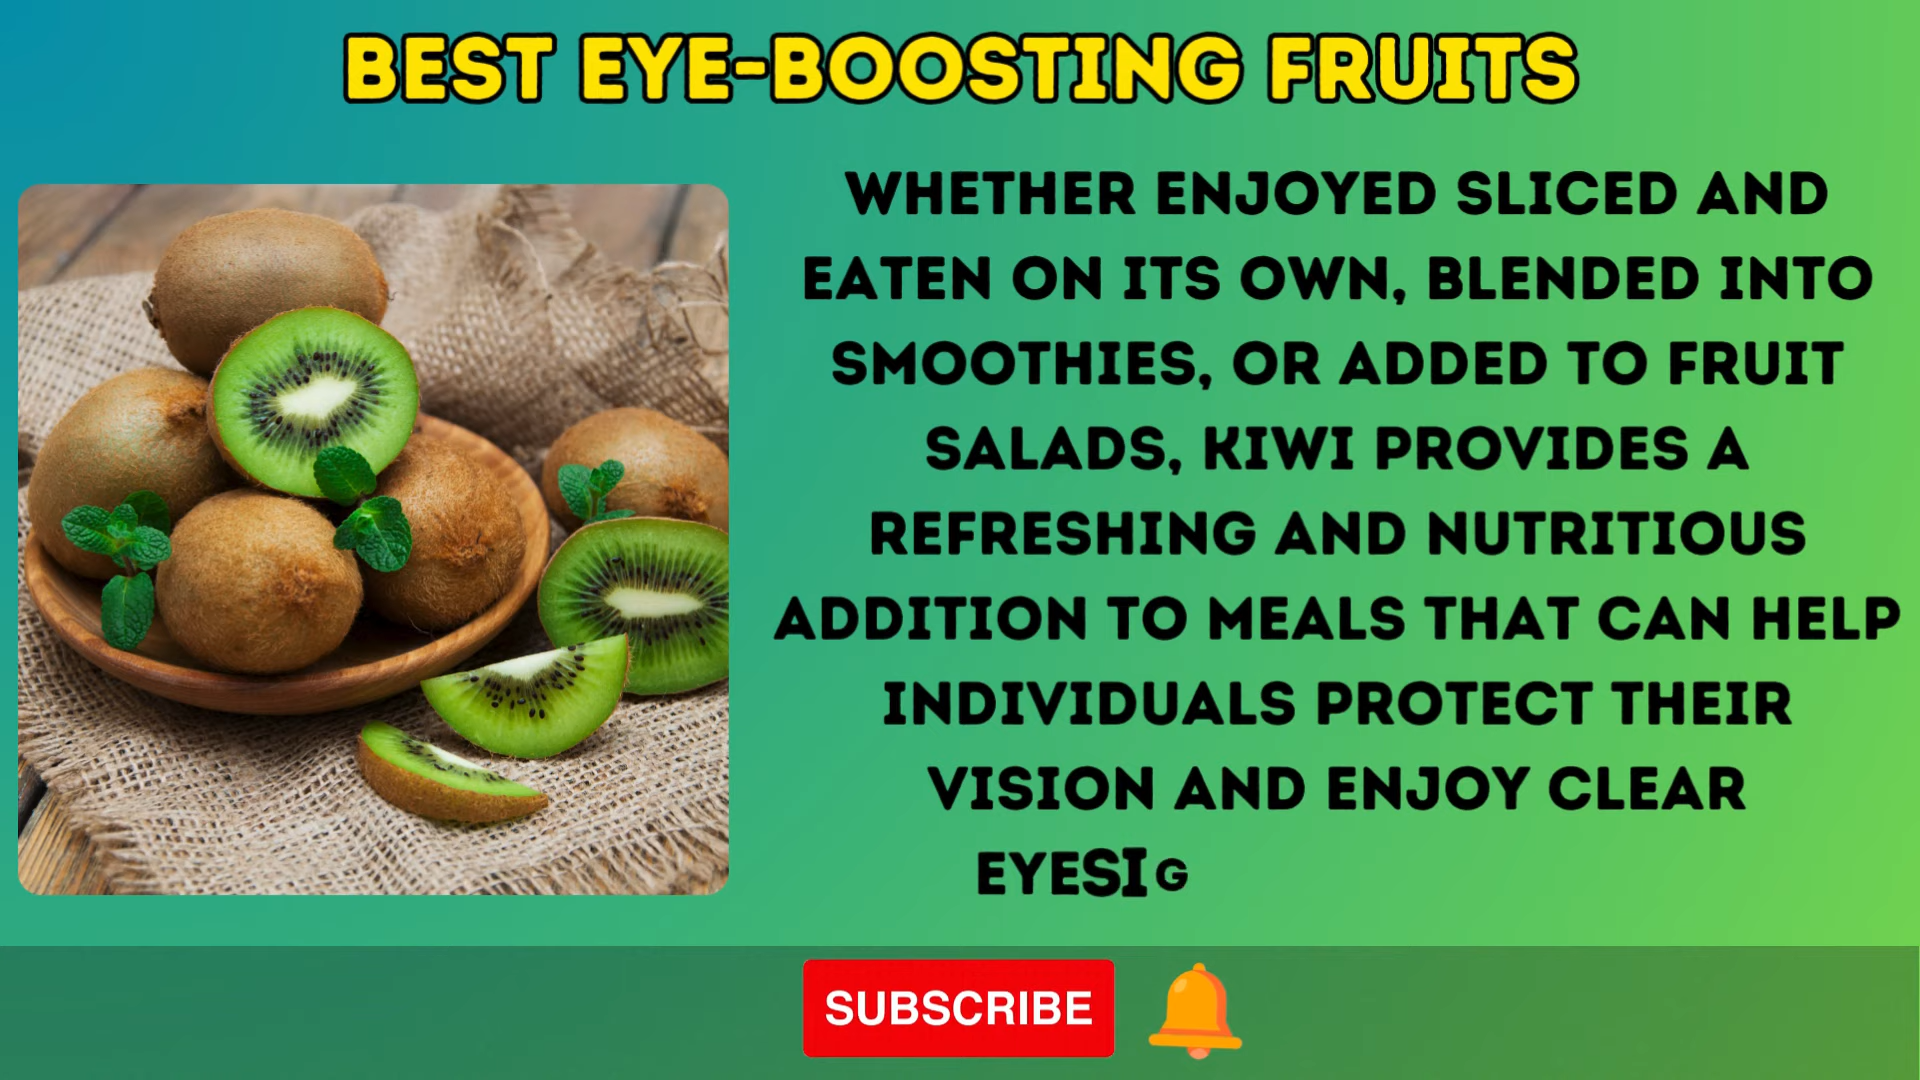 BEST EYE-BOOSTING FRUITS
WHETHER ENJOYED SLICED AND
EATEN ON ITS OWN, BLENDED INTO
SMOOTHIES, OR ADDED TO FRUIT
SALADS, KIWI PROVIDES A
REFRESHING AND NUTRITIOUS
ADDITION TO MEALS THAT CAN HELP
INDIVIDUALS PROTECT THEIR
VISION AND ENJOY CLEAR
EYESIG
SUBSCRIBE